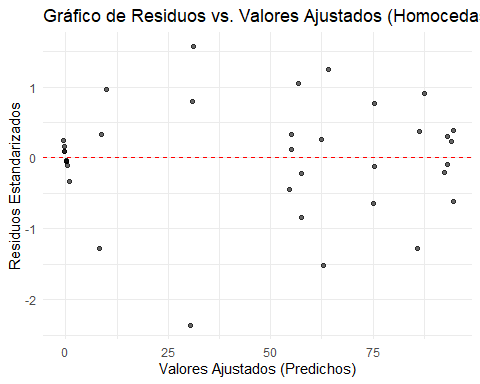 Gráfico de Residuos vs. Valores Ajustados (Homoceda
Residuos Estandarizados
1
0
-1
-2
0
25
50
75
Valores Ajustados (Predichos)